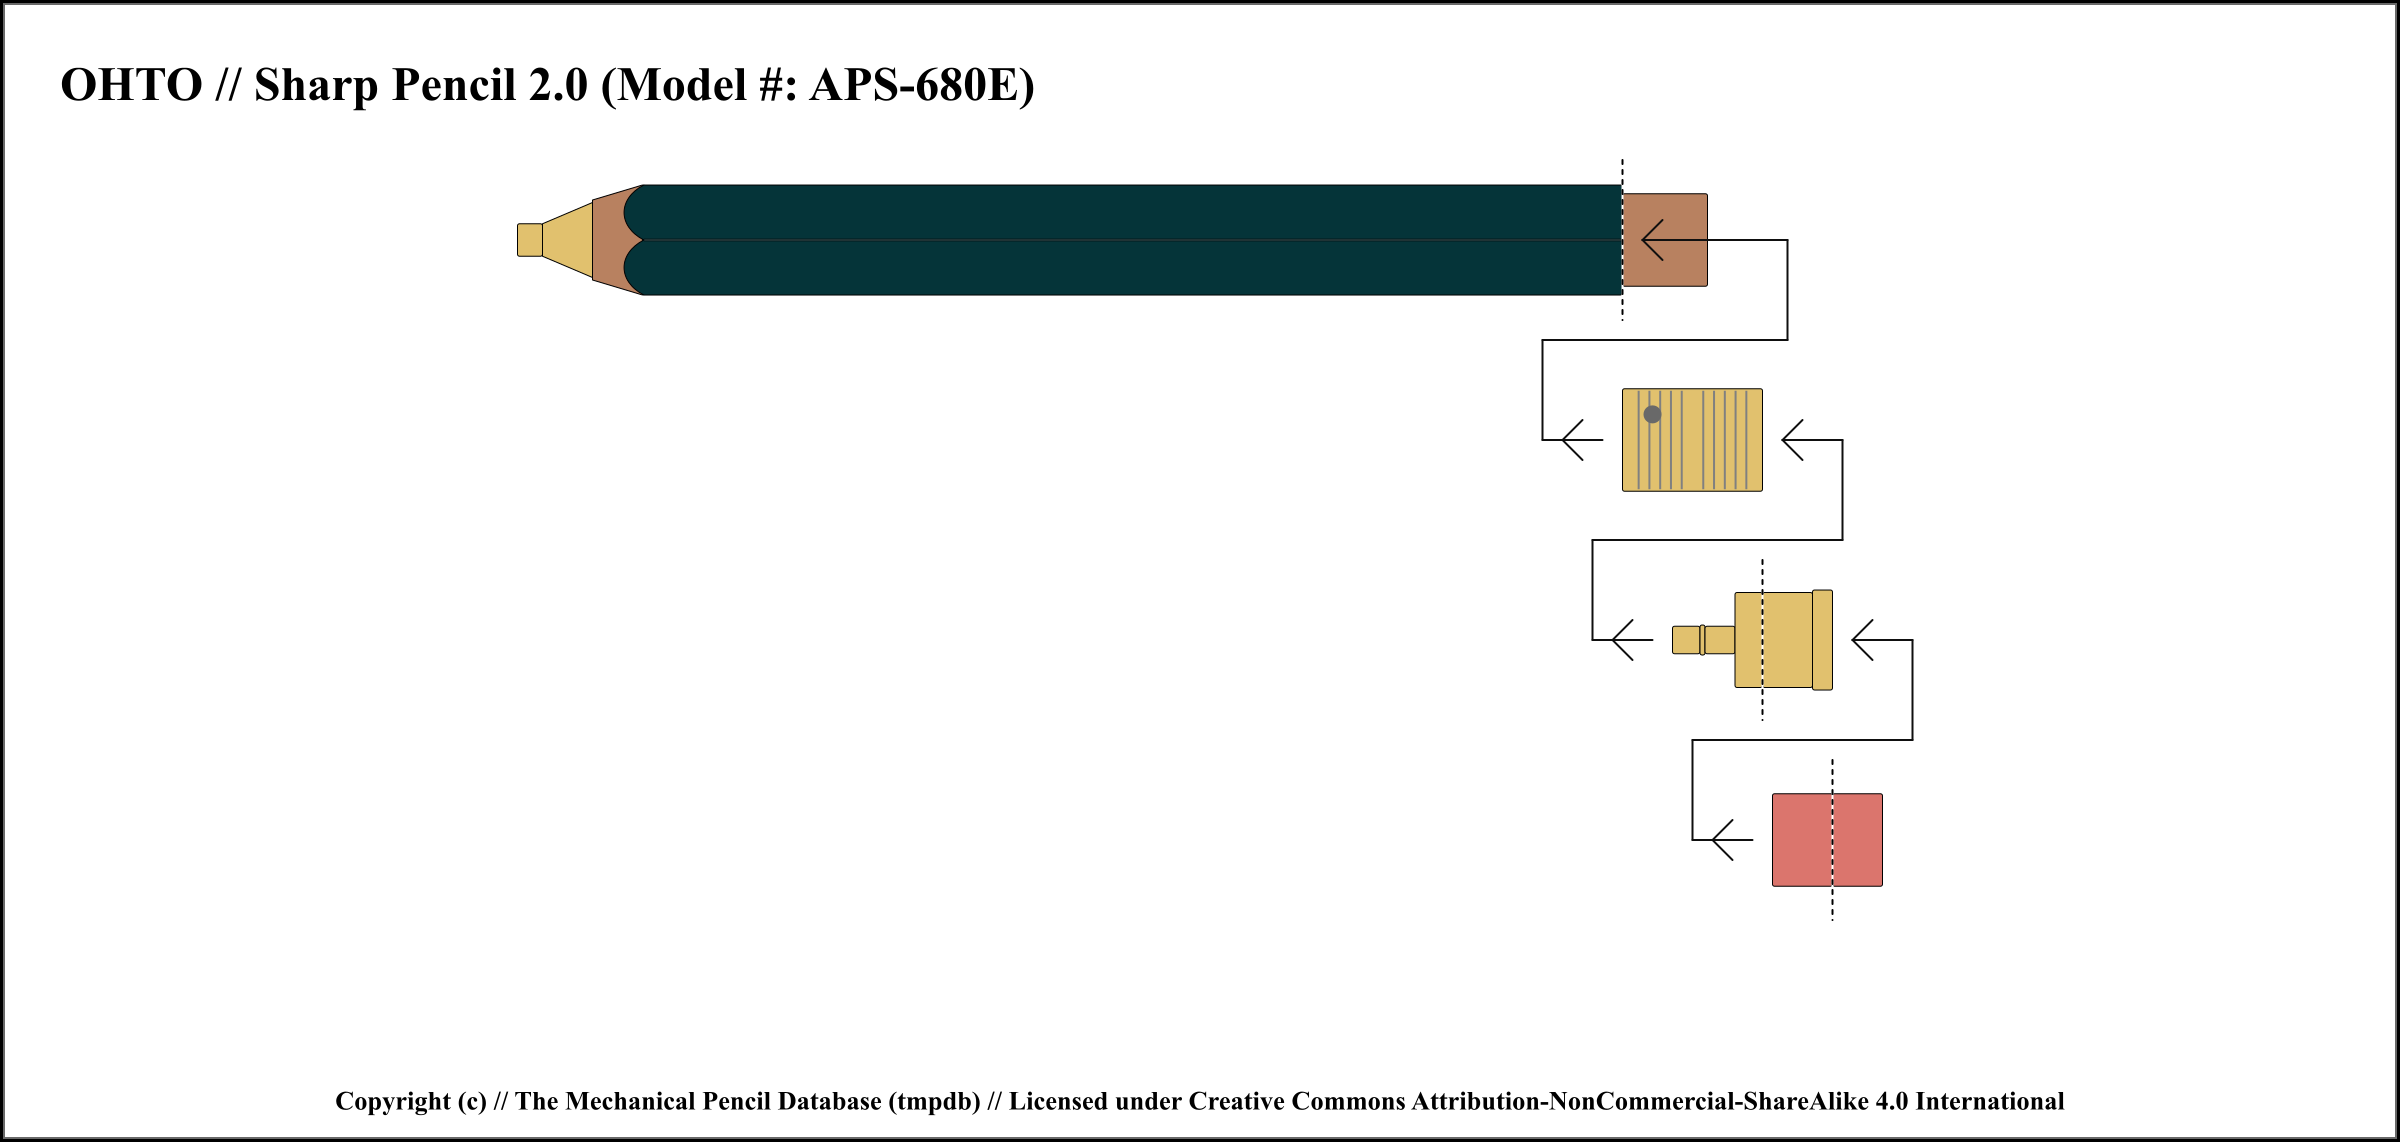 OHTO // Sharp Pencil 2.0 (Model #: APS-680E)
Copyright (c) // The Mechanical Pencil Database (tmpdb) // Licensed under Creative Commons Attribution-NonCommercial-ShareAlike 4.0 International